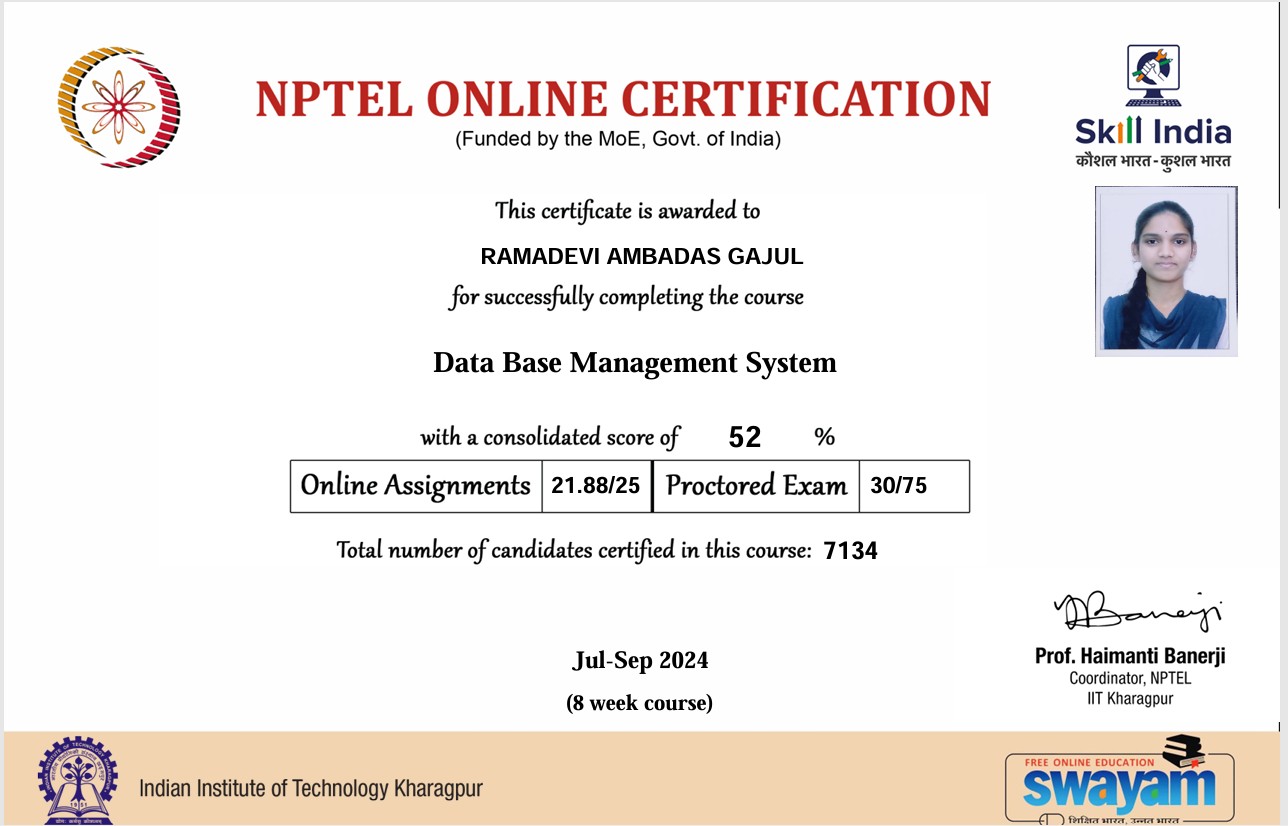 NPTEL ONLINE CERTIFICATION
(Funded by the MoE, Govt. of India)
Skill India
कौशल भारत - कुशल भारत
This certificate is awarded to
RAMADEVI AMBADAS GAJUL
for successfully completing the course
Data Base Management System
with a consolidated score of 52 %
Online Assignments 21.88/25 Proctored Exam 30/75
Total number of candidates certified in this course: 7134
Jul-Sep 2024
(8 week course)
Prof. Haimanti Banerji
Coordinator, NPTEL
IIT Kharagpur
Indian Institute of Technology Kharagpur
FREE ONLINE EDUCATION
swayam
शिक्षित भारत, उन्नत भारत